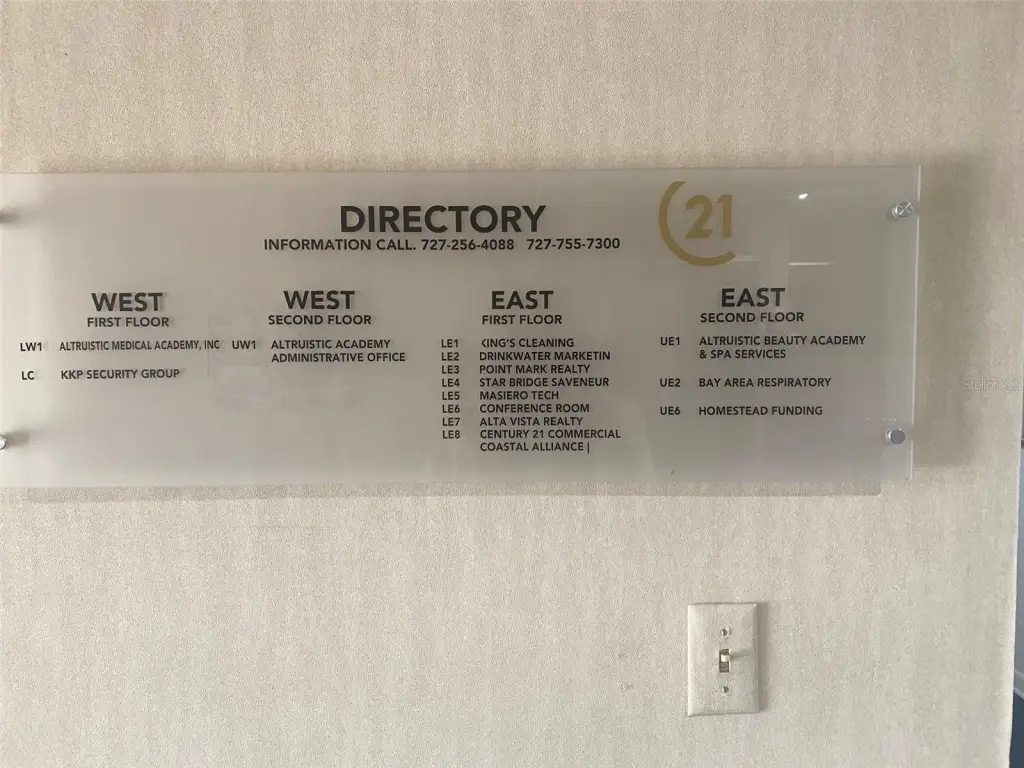 DIRECTORY
INFORMATION CALL. 727-256-4088 727-755-7300
C21
WEST
FIRST FLOOR
LW1 ALTRUISTIC MEDICAL ACADEMY, INC
LC KKP SECURITY GROUP
WEST
SECOND FLOOR
UW1 ALTRUISTIC ACADEMY
ADMINISTRATIVE OFFICE
EAST
FIRST FLOOR
LE1 KING'S CLEANING
LE2 DRINKWATER MARKETIN
LE3 POINT MARK REALTY
LE4 STAR BRIDGE SAVENEUR
LE5 MASIERO TECH
LE6 CONFERENCE ROOM
LE7 ALTA VISTA REALTY
LE8 CENTURY 21 COMMERCIAL
COASTAL ALLIANCE |
EAST
SECOND FLOOR
UE1 ALTRUISTIC BEAUTY ACADEMY
& SPA SERVICES
UE2 BAY AREA RESPIRATORY
UE6 HOMESTEAD FUNDING